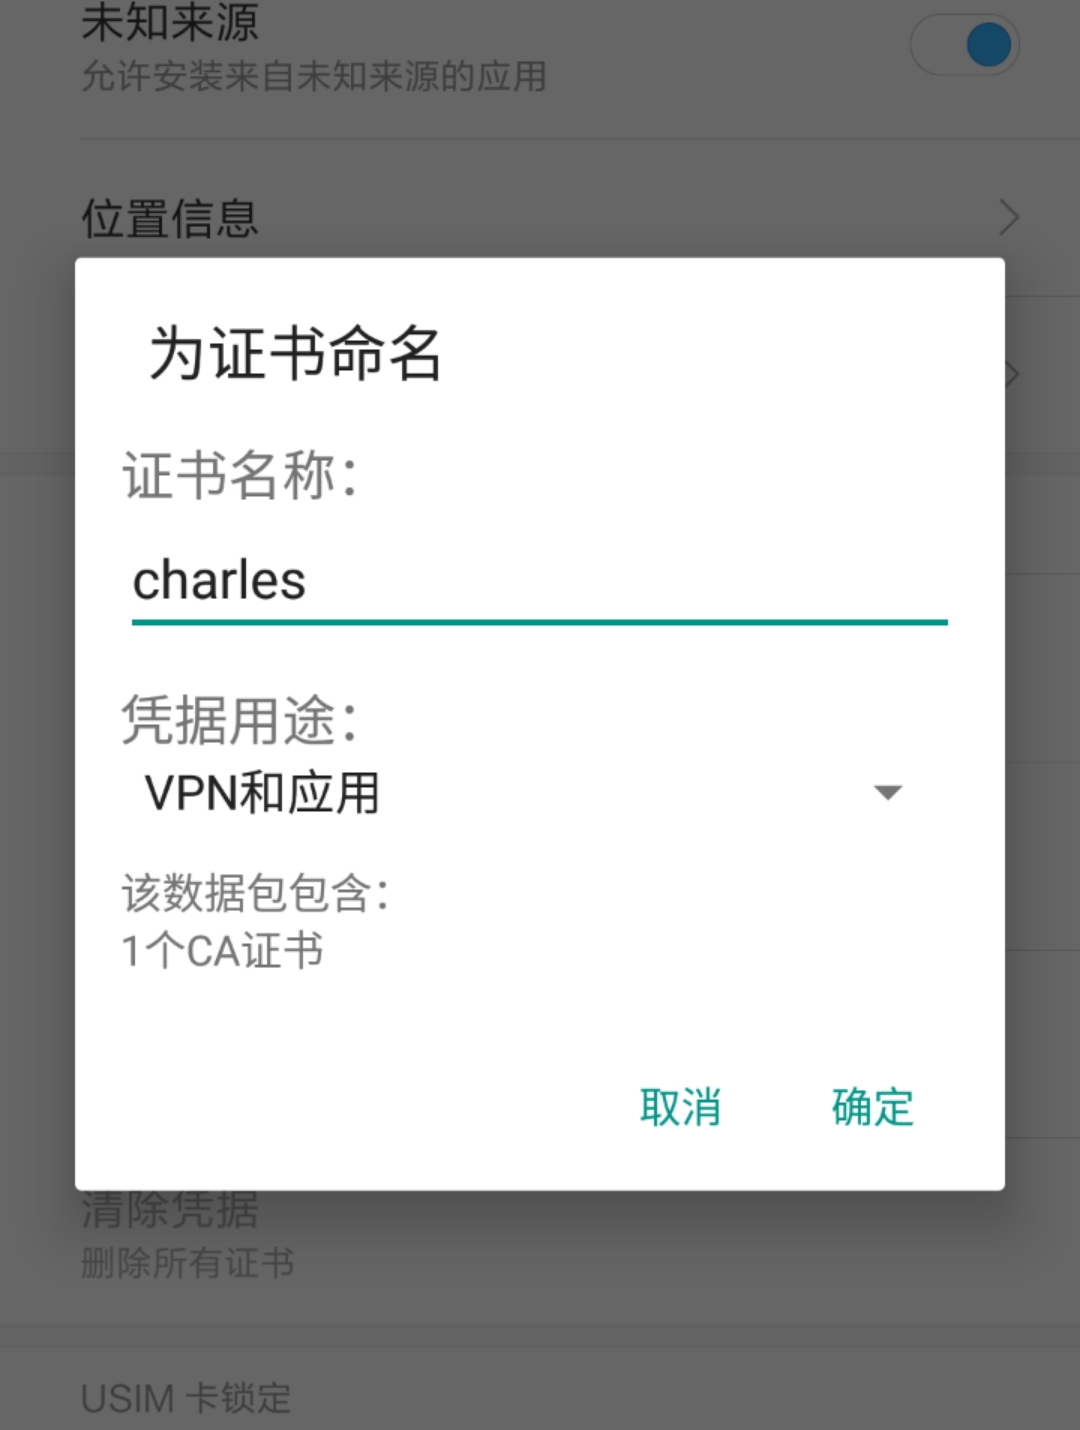 未知来源
允许安装来自未知来源的应用
位置信息
为证书命名
证书名称：
charles
凭据用途：
VPN和应用
该数据包包含：
1个CA证书
取消 确定
清除凭据
删除所有证书
USIM 卡锁定